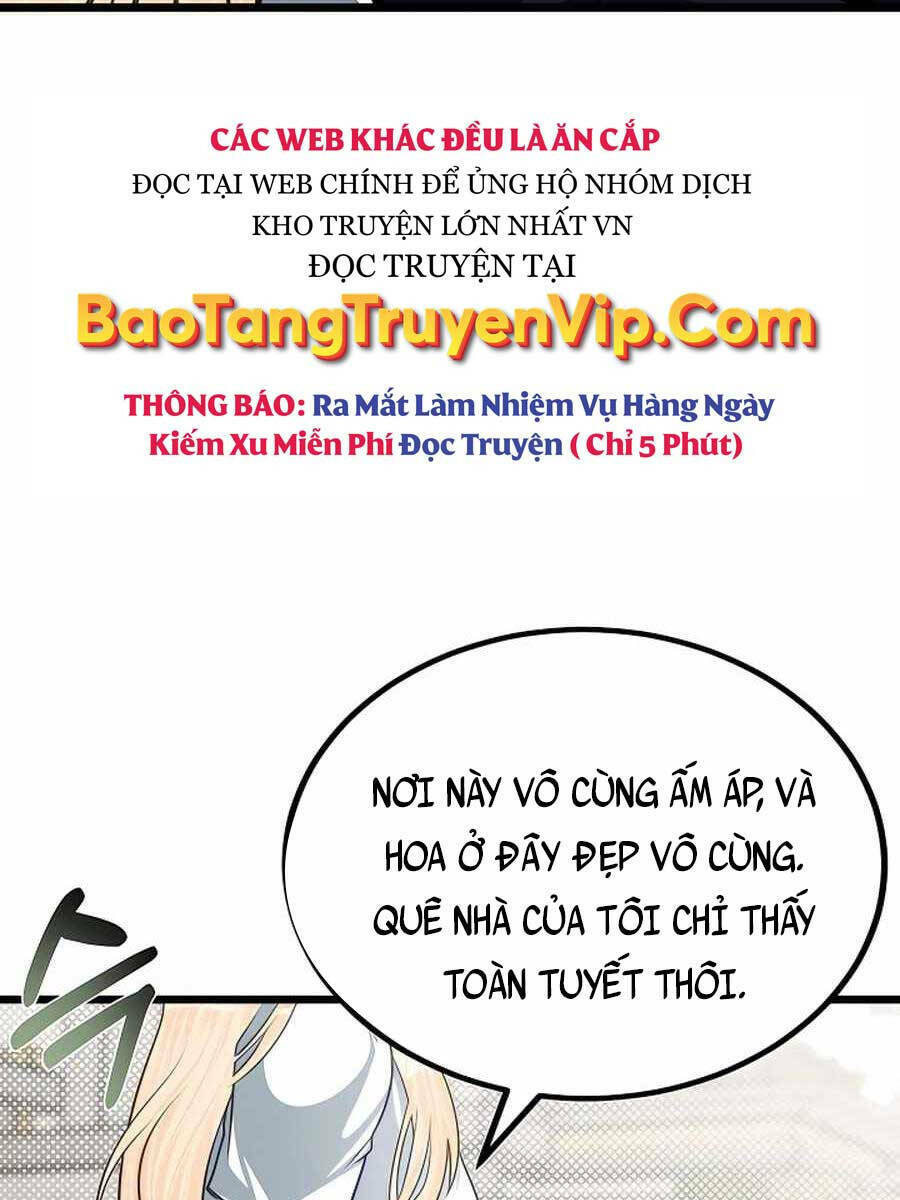 CÁC WEB KHÁC ĐỀU LÀ ĂN CẮP
ĐỌC TẠI WEB CHÍNH ĐỂ ỦNG HỘ NHÓM DỊCH
KHO TRUYỆN LỚN NHẤT VN
ĐỌC TRUYỆN TẠI
BaoTangTruyenVip.Com
THÔNG BÁO: Ra Mắt Làm Nhiệm Vụ Hàng Ngày
Kiếm Xu Miễn Phí Đọc Truyện ( Chỉ 5 Phút)
NƠI NÀY VÔ CÙNG ẤM ÁP, VÀ
HOA Ở ĐÂY ĐẸP VÔ CÙNG.
QUÊ NHÀ CỦA TÔI CHỈ THẤY
TOÀN TUYẾT THÔI.
스윽